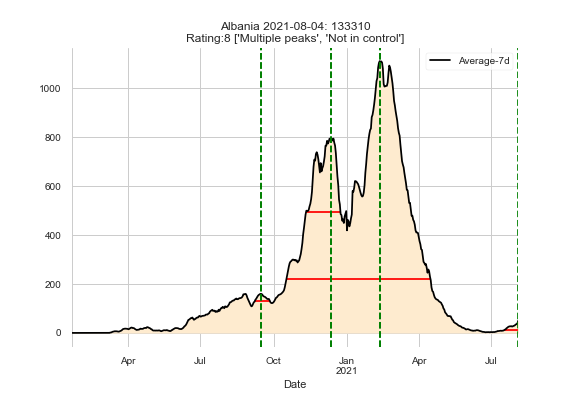 Albania 2021-08-04: 133310
Rating:8 ['Multiple peaks', 'Not in control']
Average-7d
1000
800
600
400
200
0
Apr Jul Oct Jan Apr Jul
2021
Date